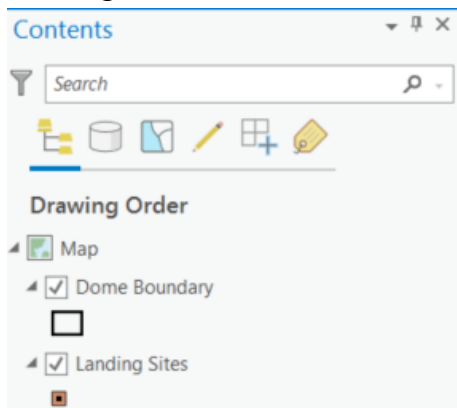 Contents
Search
Drawing Order
Map
Dome Boundary
Landing Sites